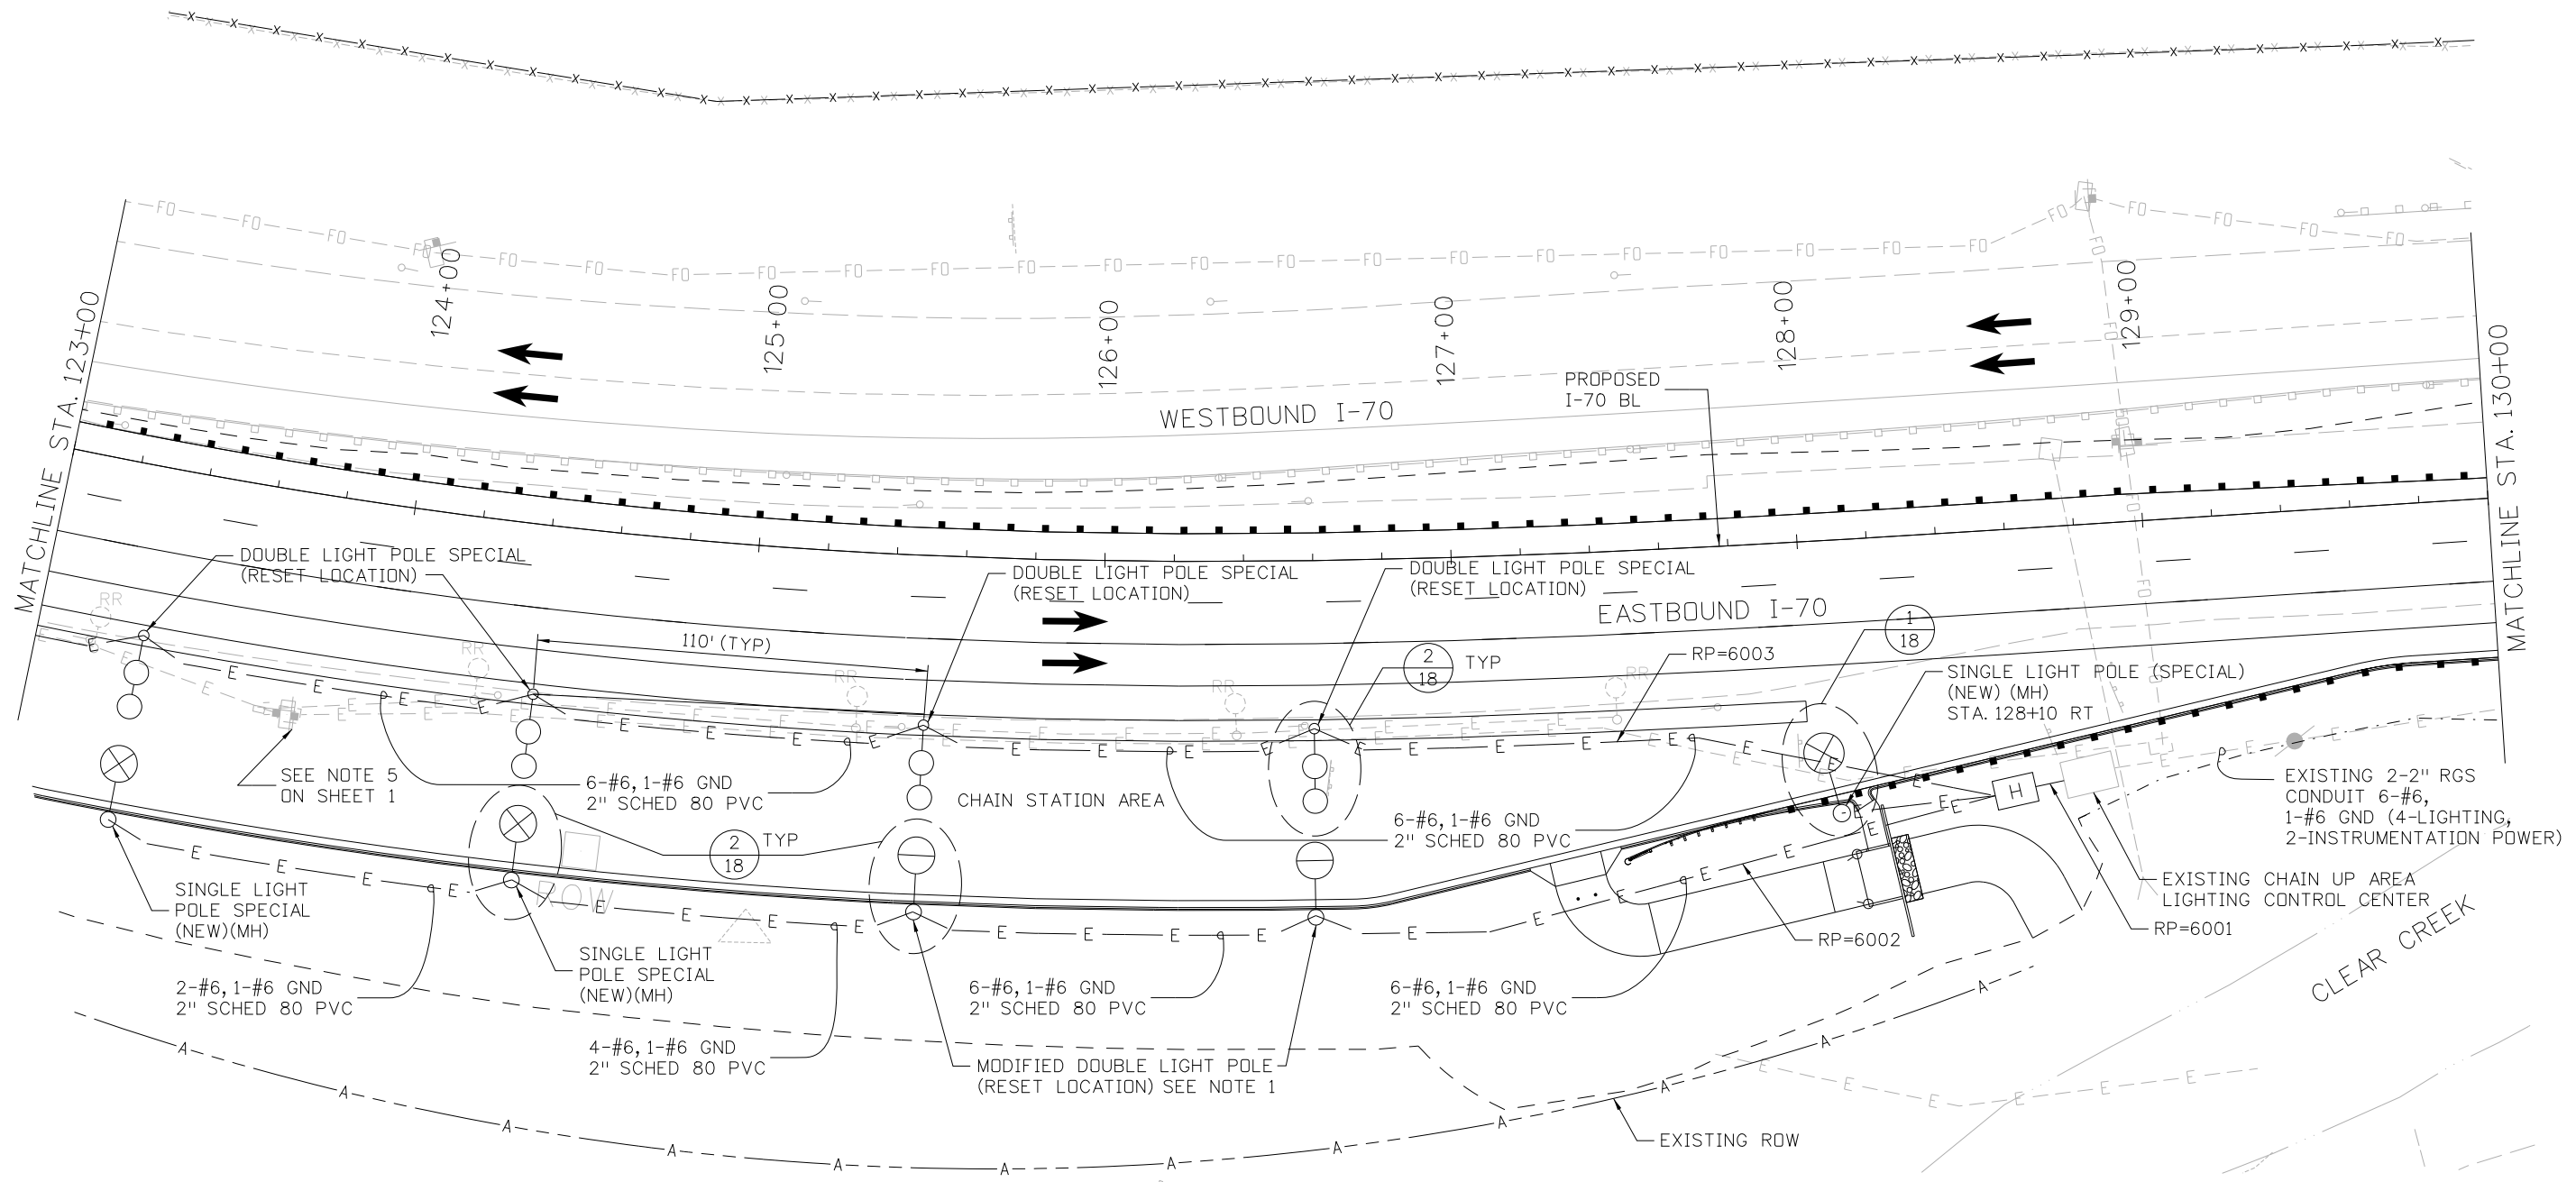 124+00
125+00
126+00
127+00
128+00
129+00
MATCHLINE STA. 123+00
MATCHLINE STA. 130+00
WESTBOUND I-70
PROPOSED
I-70 BL
EASTBOUND I-70
DOUBLE LIGHT POLE SPECIAL
(RESET LOCATION)
DOUBLE LIGHT POLE SPECIAL
(RESET LOCATION)
DOUBLE LIGHT POLE SPECIAL
(RESET LOCATION)
110' (TYP)
2
18
TYP
1
18
RP=6003
SINGLE LIGHT POLE (SPECIAL)
(NEW) (MH)
STA. 128+10 RT
RR
RR
RR
RR
RR
SEE NOTE 5
ON SHEET 1
6-#6, 1-#6 GND
2" SCHED 80 PVC
CHAIN STATION AREA
6-#6, 1-#6 GND
2" SCHED 80 PVC
2
18
TYP
H
EXISTING 2-2" RGS
CONDUIT 6-#6,
1-#6 GND (4-LIGHTING,
2-INSTRUMENTATION POWER)
SINGLE LIGHT
POLE SPECIAL
(NEW)(MH)
ROW
SINGLE LIGHT
POLE SPECIAL
(NEW)(MH)
EXISTING CHAIN UP AREA
LIGHTING CONTROL CENTER
RP=6001
RP=6002
2-#6, 1-#6 GND
2" SCHED 80 PVC
4-#6, 1-#6 GND
2" SCHED 80 PVC
6-#6, 1-#6 GND
2" SCHED 80 PVC
6-#6, 1-#6 GND
2" SCHED 80 PVC
MODIFIED DOUBLE LIGHT POLE
(RESET LOCATION) SEE NOTE 1
CLEAR CREEK
EXISTING ROW